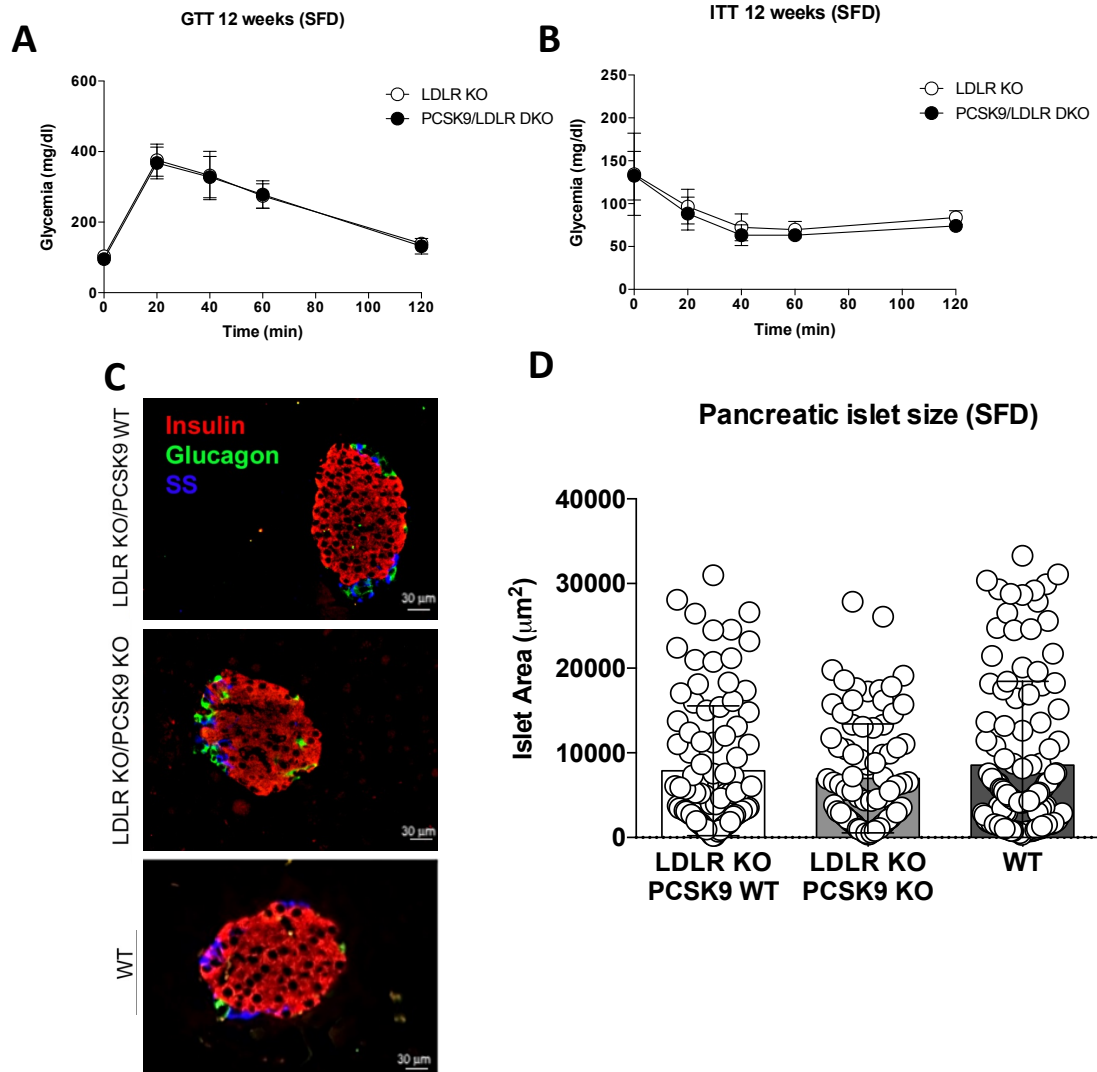 GTT 12 weeks (SFD)
A
600
400
200
0
Glycemia (mg/dl)
0 20 40 60 80 100 120
Time (min)
LDLR KO
PCSK9/LDLR DKO
ITT 12 weeks (SFD)
B
250
200
150
100
50
0
Glycemia (mg/dl)
0 20 40 60 80 100 120
Time (min)
LDLR KO
PCSK9/LDLR DKO
C
LDLR KO/PCSK9 WT
Insulin
Glucagon
SS
30 µm
LDLR KO/PCSK9 KO
30 µm
WT
30 µm
D
Pancreatic islet size (SFD)
40000
30000
20000
10000
0
Islet Area (µm²)
LDLR KO
PCSK9 WT
LDLR KO
PCSK9 KO
WT